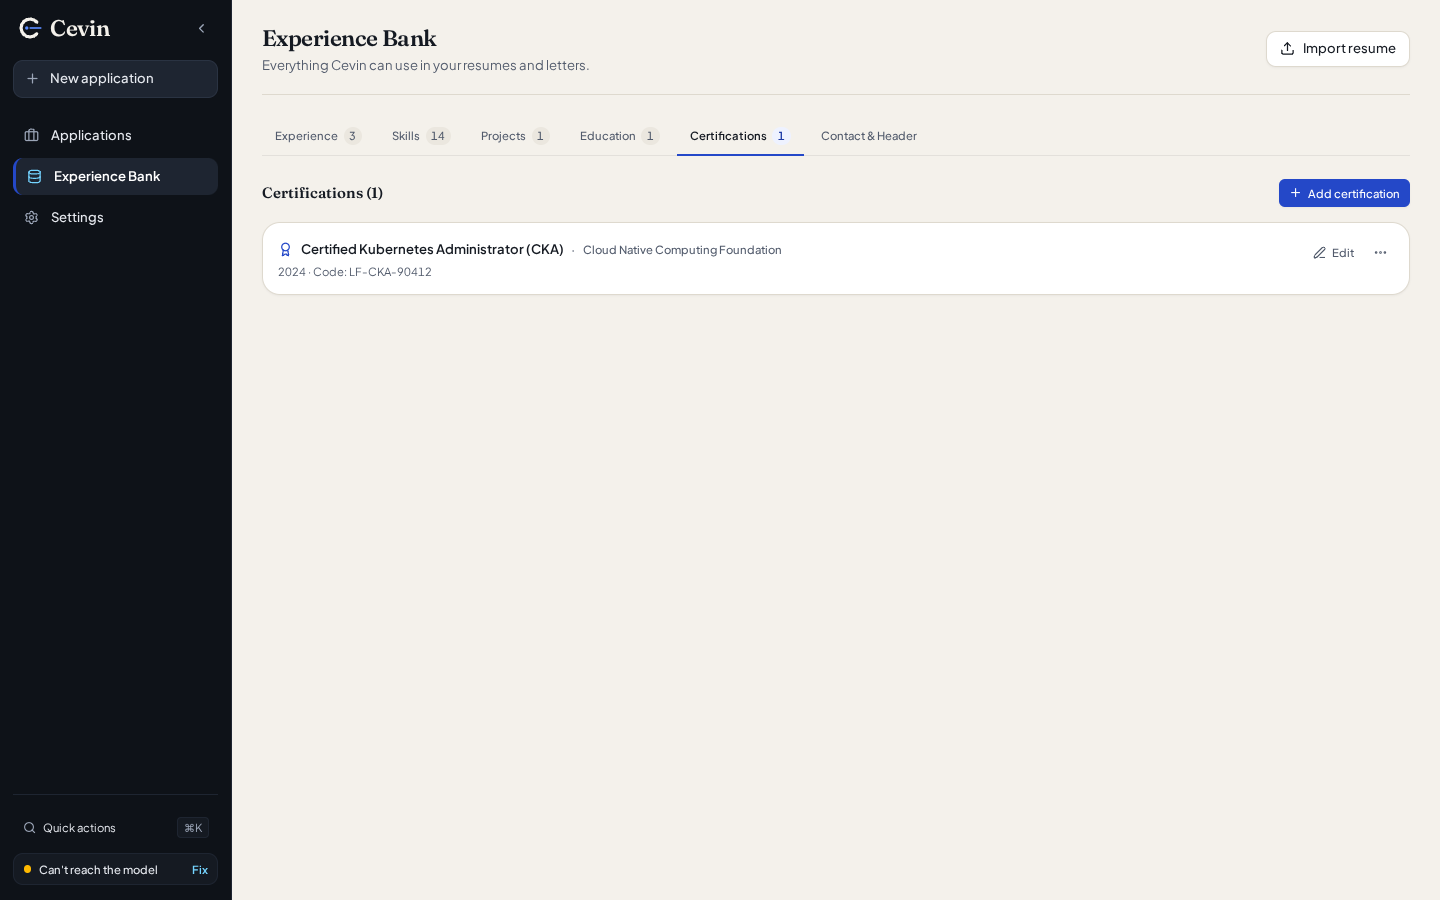 Cevin
New application
Applications
Experience Bank
Settings
Quick actions ⌘K
Can't reach the model Fix
Experience Bank
Everything Cevin can use in your resumes and letters.
Import resume
Experience 3 Skills 14 Projects 1 Education 1 Certifications 1 Contact & Header
Certifications (1)
Add certification
Certified Kubernetes Administrator (CKA) · Cloud Native Computing Foundation
2024 · Code: LF-CKA-90412
Edit